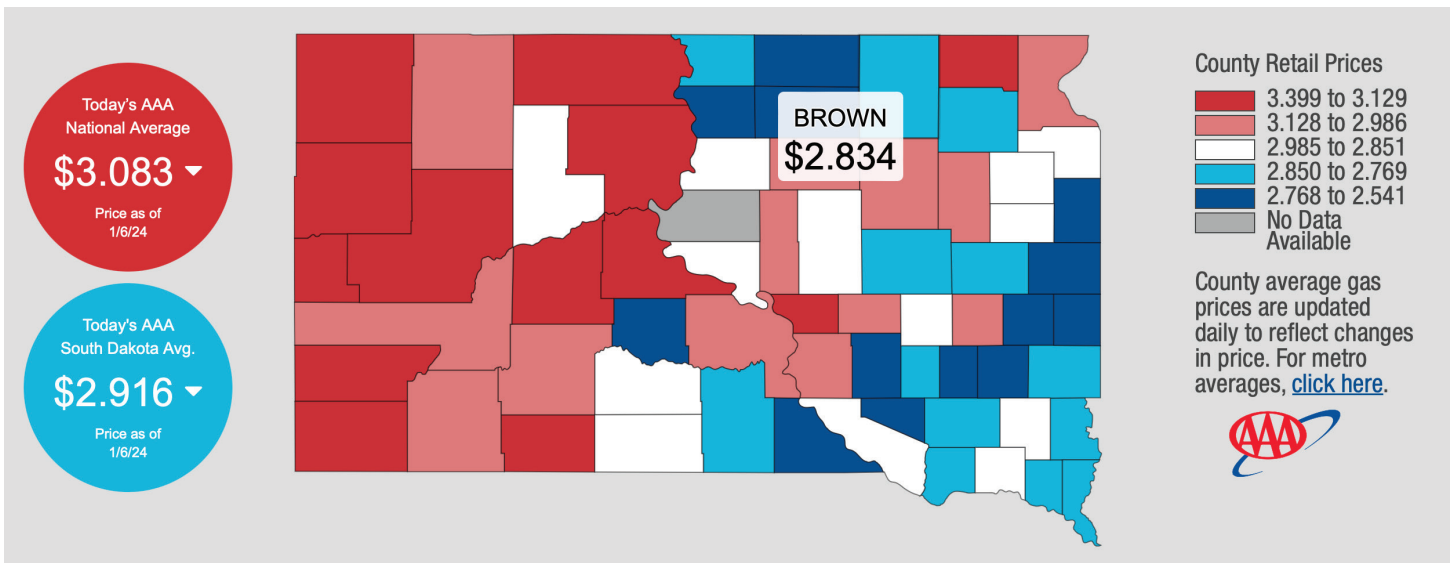 Today's AAA
National Average
$3.083
Price as of
1/6/24
Today's AAA
South Dakota Avg.
$2.916
Price as of
1/6/24
BROWN
$2.834
County Retail Prices
3.399 to 3.129
3.128 to 2.986
2.985 to 2.851
2.850 to 2.769
2.768 to 2.541
No Data
Available
County average gas
prices are updated
daily to reflect changes
in price. For metro
averages, click here.
AAA